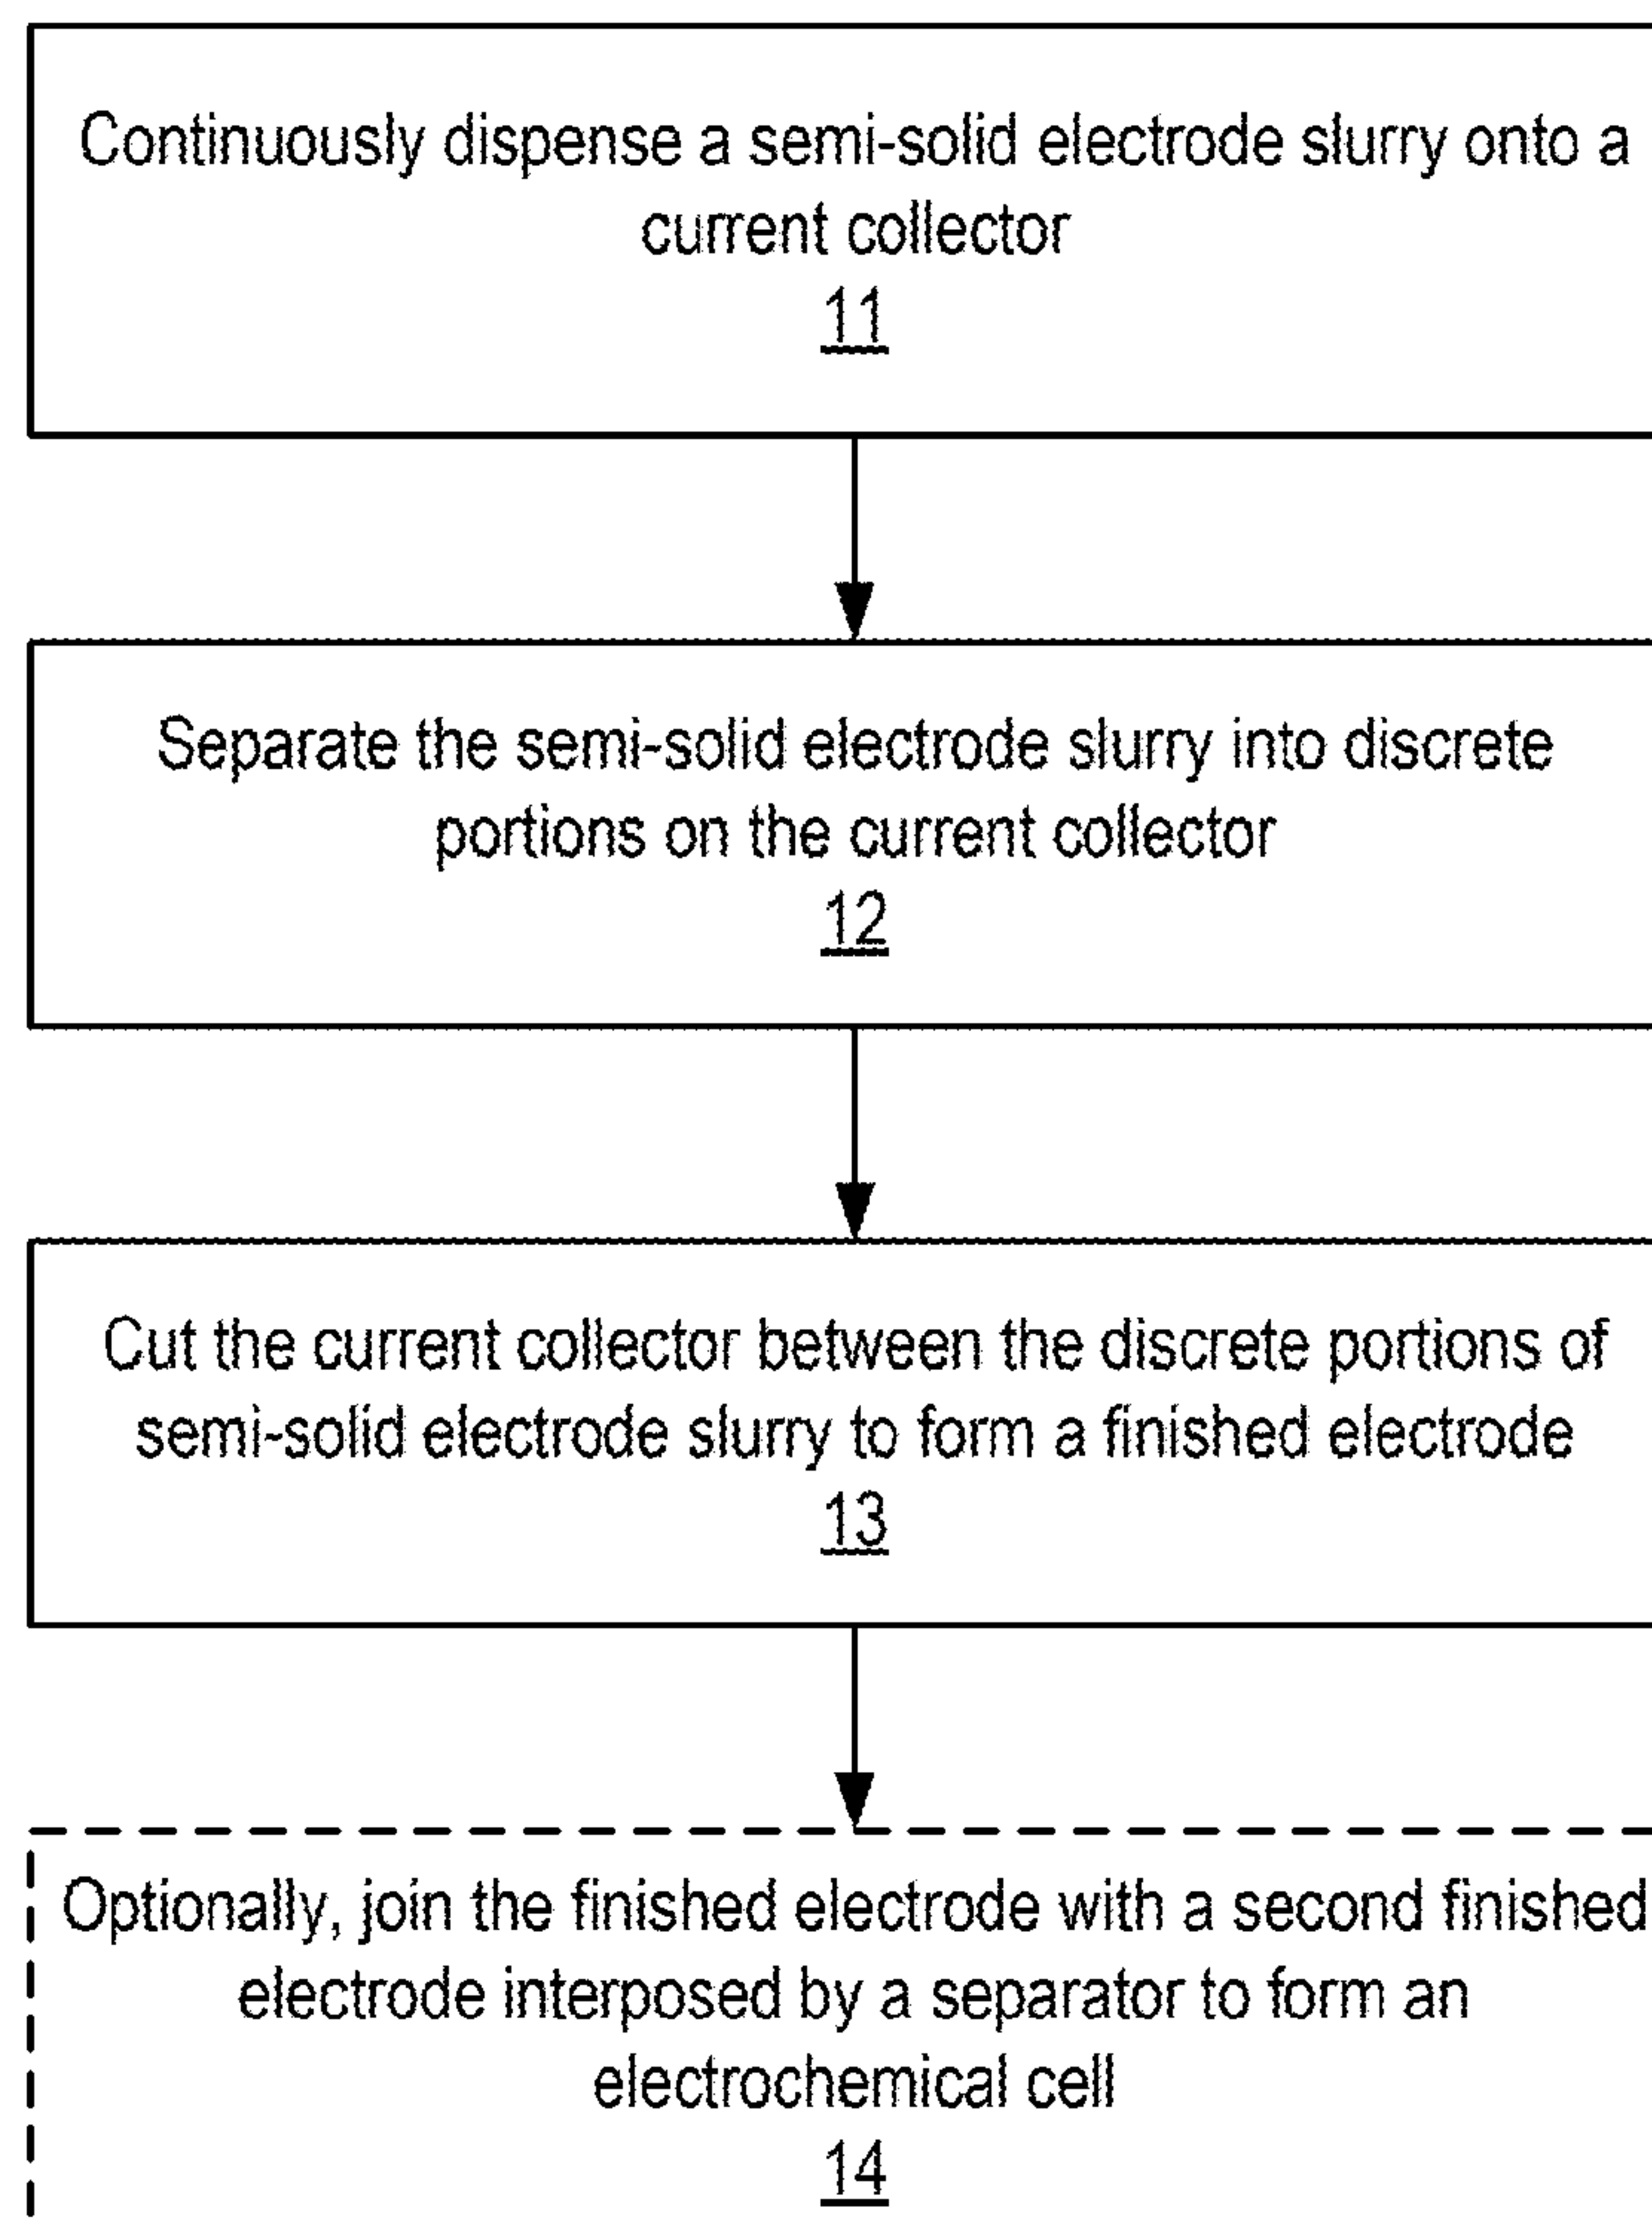 Continuously dispense a semi-solid electrode slurry onto a
current collector
11
Separate the semi-solid electrode slurry into discrete
portions on the current collector
12
Cut the current collector between the discrete portions of
semi-solid electrode slurry to form a finished electrode
13
Optionally, join the finished electrode with a second finished
electrode interposed by a separator to form an
electrochemical cell
14